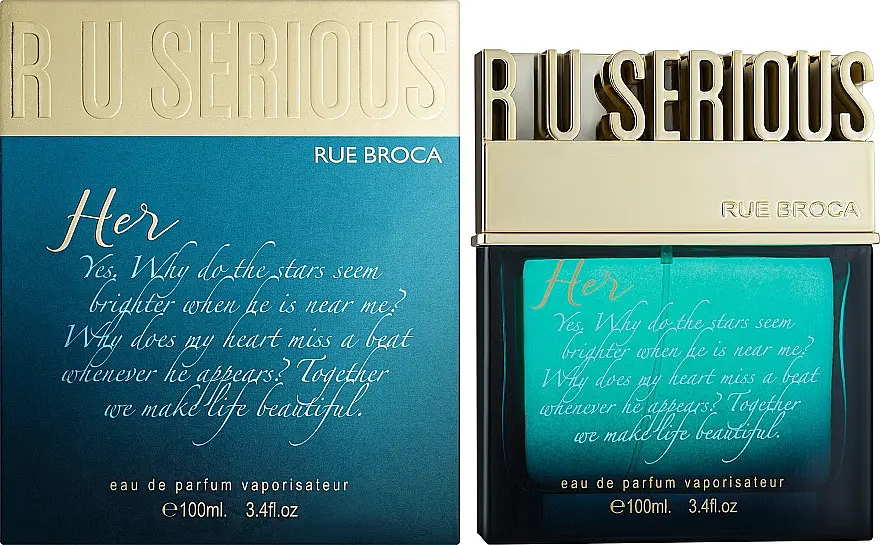 R U SERIOUS
RUE BROCA
Her
Yes. Why do the stars seem
brighter when he is near me?
Why does my heart miss a beat
whenever he appears? Together
we make life beautiful.
eau de parfum vaporisateur
℮100ml. 3.4fl.oz
R U SERIOUS
RUE BROCA
Her
Yes. Why do the stars seem
brighter when he is near me?
Why does my heart miss a beat
whenever he appears? Together
we make life beautiful.
eau de parfum vaporisateur
℮100ml. 3.4fl.oz